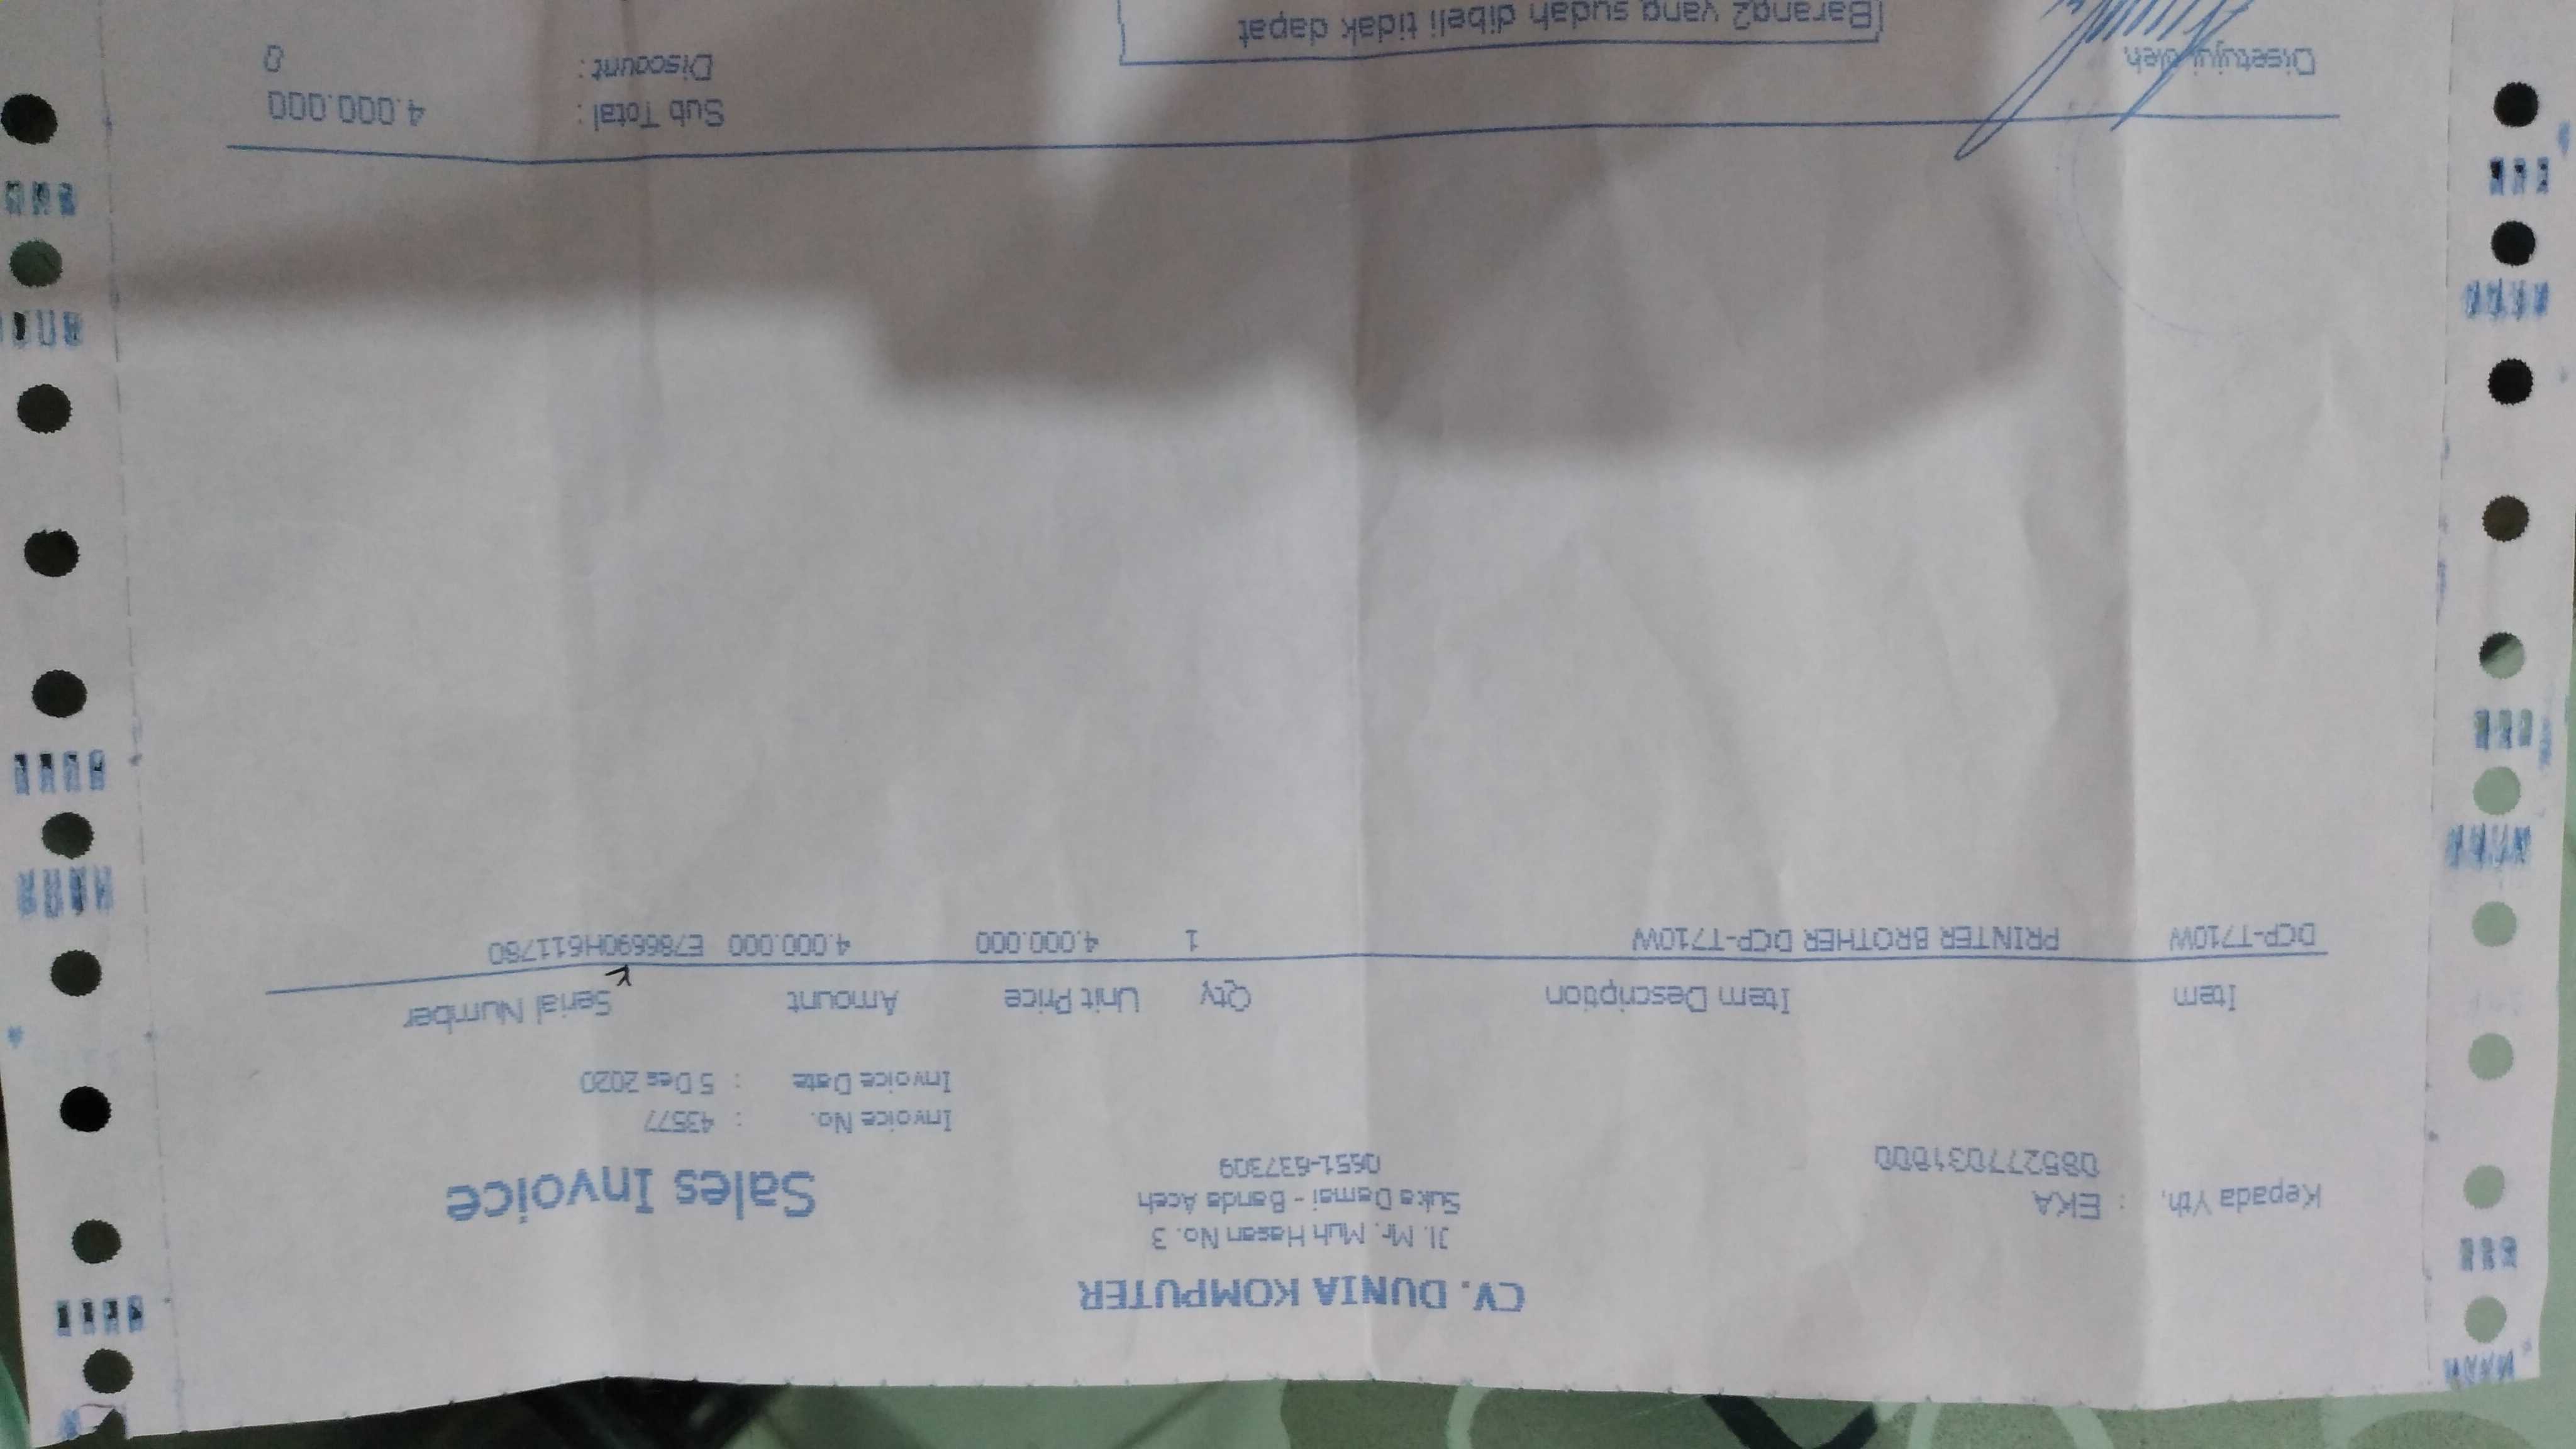 CV. DUNIA KOMPUTER
Jl. Mr. Muh Hasan No. 3
Suka Damai - Banda Aceh
0651-637309
Kepada Yth, : EKA
085277031800
Sales Invoice
Invoice No. : 43577
Invoice Date : 5 Des 2020
Item Item Description Qty Unit Price Amount Serial Number
DCP-T710W PRINTER BROTHER DCP-T710W 1 4.000.000 4.000.000 E786690H611760
Disetujui oleh Sub Total : 4.000.000
Discount : 0
Barang2 yang sudah dibeli tidak dapat